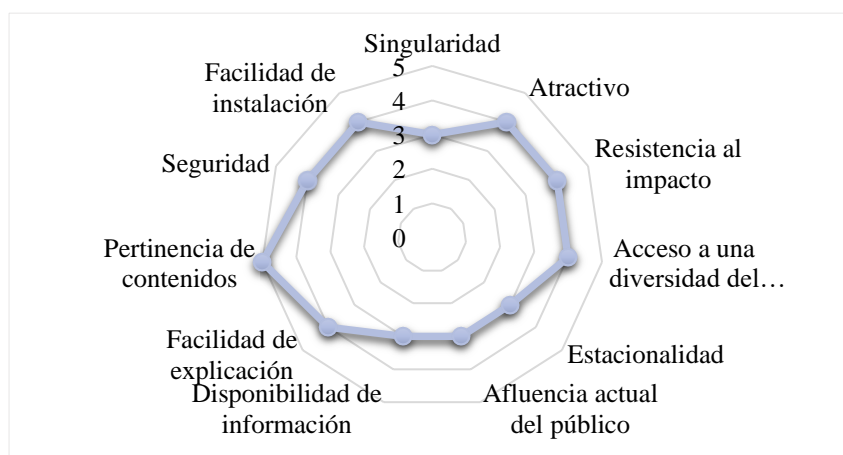 Singularidad
Atractivo
Resistencia al
impacto
Acceso a una
diversidad del…
Estacionalidad
Afluencia actual
del público
Disponibilidad de
información
Facilidad de
explicación
Pertinencia de
contenidos
Seguridad
Facilidad de
instalación
5
4
3
2
1
0